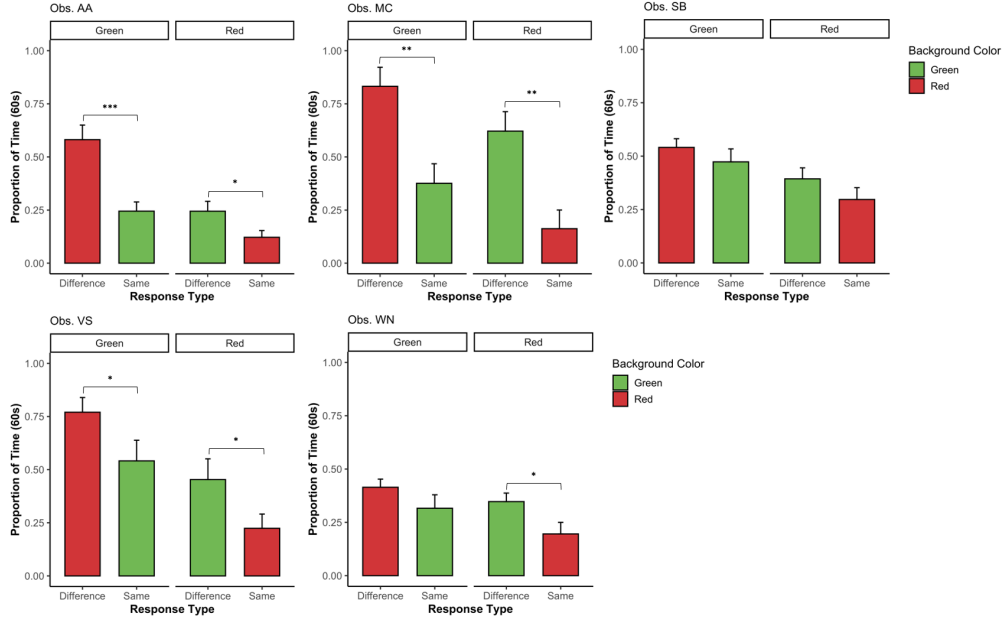 Obs. AA
Green Red
1.00
0.75
0.50
0.25
0.00
***
*
Proportion of Time (60s)
Difference Same Difference Same
Response Type
Obs. MC
Green Red
1.00
0.75
0.50
0.25
0.00
**
**
Proportion of Time (60s)
Difference Same Difference Same
Response Type
Obs. SB
Green Red
1.00
0.75
0.50
0.25
0.00
Proportion of Time (60s)
Difference Same Difference Same
Response Type
Background Color
Green
Red
Obs. VS
Green Red
1.00
0.75
0.50
0.25
0.00
*
*
Proportion of Time (60s)
Difference Same Difference Same
Response Type
Obs. WN
Green Red
1.00
0.75
0.50
0.25
0.00
*
Proportion of Time (60s)
Difference Same Difference Same
Response Type
Background Color
Green
Red